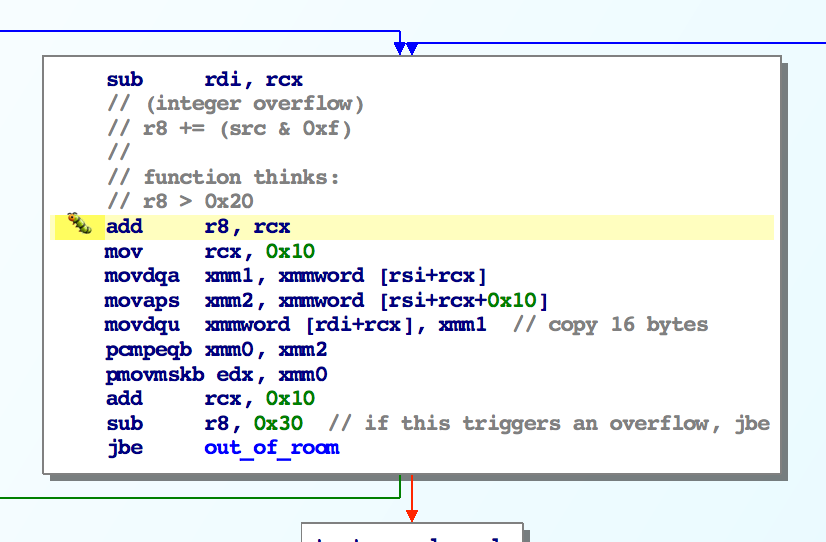 sub rdi, rcx
// (integer overflow)
// r8 += (src & 0xf)
//
// function thinks:
// r8 > 0x20
add r8, rcx
mov rcx, 0x10
movdqa xmm1, xmmword [rsi+rcx]
movaps xmm2, xmmword [rsi+rcx+0x10]
movdqu xmmword [rdi+rcx], xmm1 // copy 16 bytes
pcmpeqb xmm0, xmm2
pmovmskb edx, xmm0
add rcx, 0x10
sub r8, 0x30 // if this triggers an overflow, jbe
jbe out_of_room